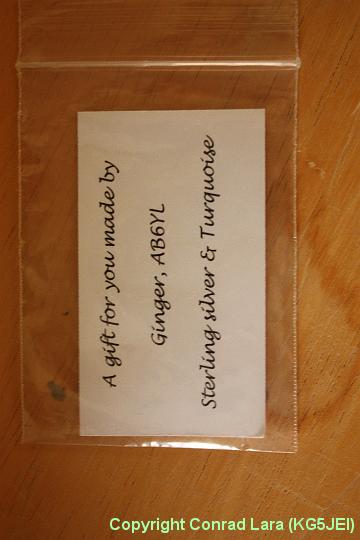 A gift for you made by
Ginger, AB6YL
Sterling silver & Turquoise
Copyright Conrad Lara (KG5JEI)